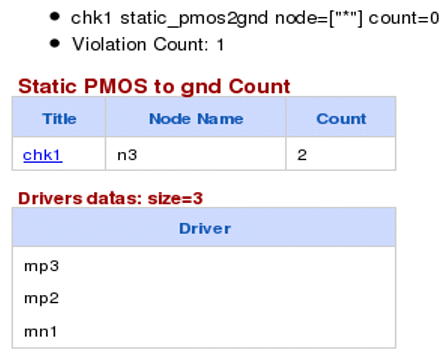 chk1 static_pmos2gnd node=["*"] count=0
Violation Count: 1
Static PMOS to gnd Count
Title Node Name Count
chk1 n3 2
Drivers datas: size=3
Driver
mp3
mp2
mn1